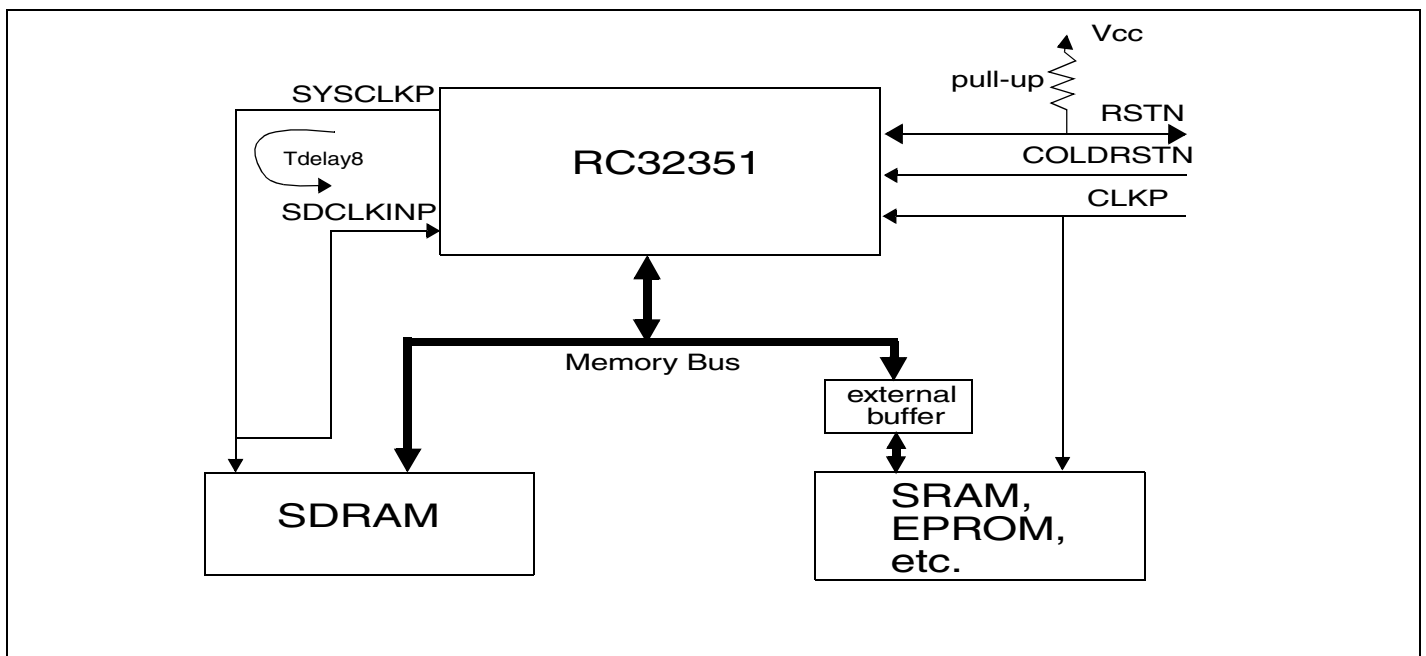 Vcc
pull-up
SYSCLKP
RSTN
Tdelay8
RC32351
COLDRSTN
CLKP
SDCLKINP
Memory Bus
external
buffer
SDRAM
SRAM,
EPROM,
etc.